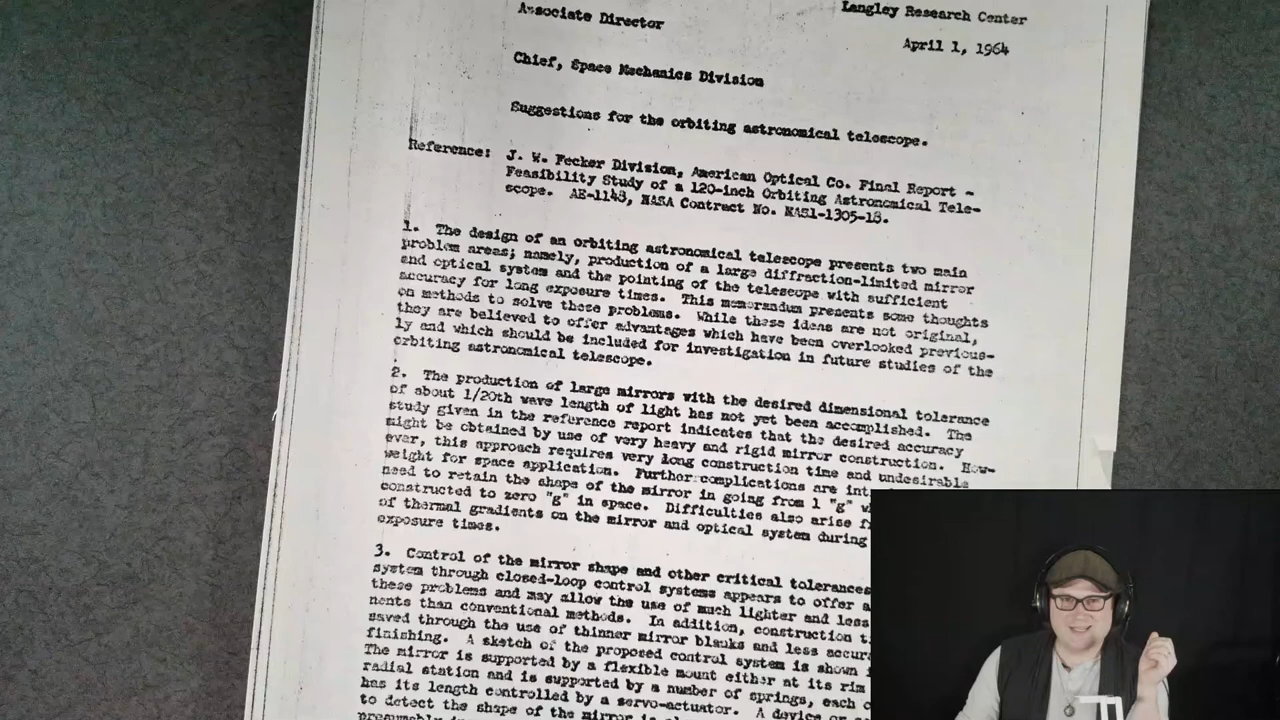 Associate Director
Langley Research Center
April 1, 1964
Chief, Space Mechanics Division
Suggestions for the orbiting astronomical telescope.
Reference: J. W. Fecker Division, American Optical Co. Final Report -
Feasibility Study of a 120-inch Orbiting Astronomical Tele-
scope. AE-1148, NASA Contract No. NAS1-1305-18.
1. The design of an orbiting astronomical telescope presents two main
problem areas; namely, production of a large diffraction-limited mirror
and optical system and the pointing of the telescope with sufficient
accuracy for long exposure times. This memorandum presents some thoughts
on methods to solve these problems. While these ideas are not original,
they are believed to offer advantages which have been overlooked previous-
ly and which should be included for investigation in future studies of the
orbiting astronomical telescope.
2. The production of large mirrors with the desired dimensional tolerance
of about 1/20th wave length of light has not yet been accomplished. The
study given in the reference report indicates that the desired accuracy
might be obtained by use of very heavy and rigid mirror construction. How-
ever, this approach requires very long construction time and undesirable
weight for space application. Further complications are
need to retain the shape of the mirror in going from 1 "g"
constructed to zero "g" in space. Difficulties also arise
of thermal gradients on the mirror and optical system during
exposure times.
3. Control of the mirror shape and other critical tolerances
system through closed-loop control systems appears to offer
these problems and may allow the use of much lighter and less
nents than conventional methods. In addition, construction
saved through the use of thinner mirror blanks and less
finishing. A sketch of the proposed control system is shown
The mirror is supported by a flexible mount either at its rim
radial station and is supported by a number of springs, each
has its length controlled by a servo-actuator. A device
to detect the shape of the mirror is